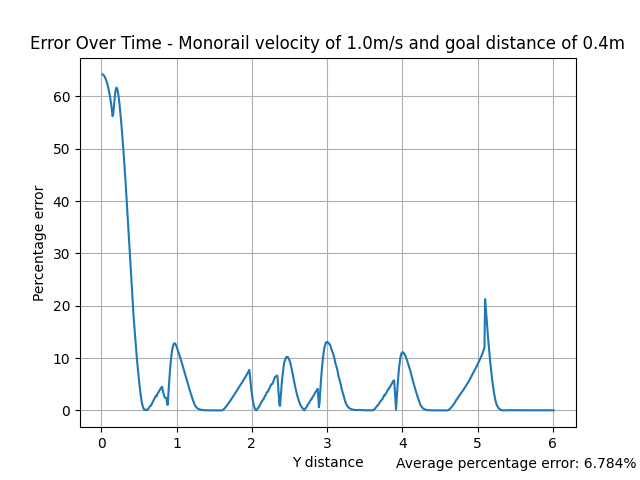 Error Over Time - Monorail velocity of 1.0m/s and goal distance of 0.4m
Percentage error
60
50
40
30
20
10
0
0 1 2 3 4 5 6
Y distance
Average percentage error: 6.784%